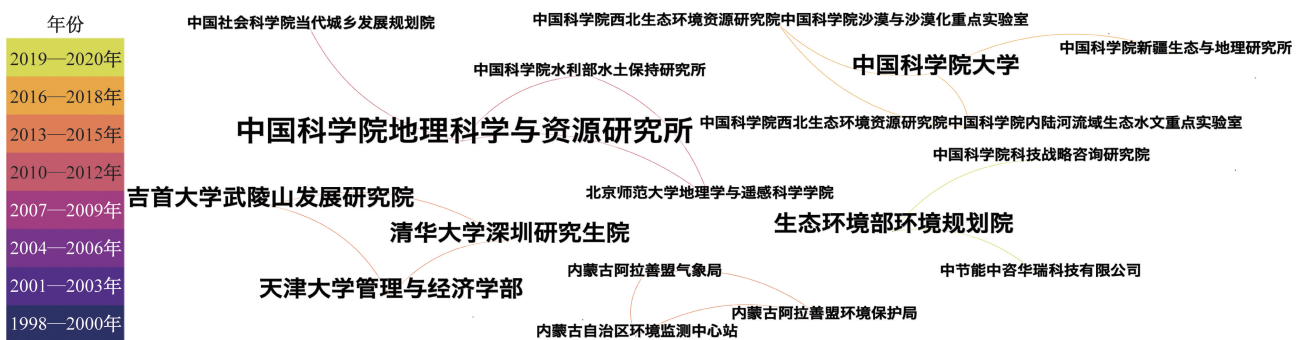 年份
2019—2020年
2016—2018年
2013—2015年
2010—2012年
2007—2009年
2004—2006年
2001—2003年
1998—2000年
中国社会科学院当代城乡发展规划院
中国科学院西北生态环境资源研究院中国科学院沙漠与沙漠化重点实验室
中国科学院新疆生态与地理研究所
中国科学院大学
中国科学院水利部水土保持研究所
中国科学院地理科学与资源研究所
中国科学院西北生态环境资源研究院中国科学院内陆河流域生态水文重点实验室
中国科学院科技战略咨询研究院
北京师范大学地理学与遥感科学学院
吉首大学武陵山发展研究院
生态环境部环境规划院
清华大学深圳研究生院
内蒙古阿拉善盟气象局
中节能中咨华瑞科技有限公司
天津大学管理与经济学部
内蒙古阿拉善盟环境保护局
内蒙古自治区环境监测中心站